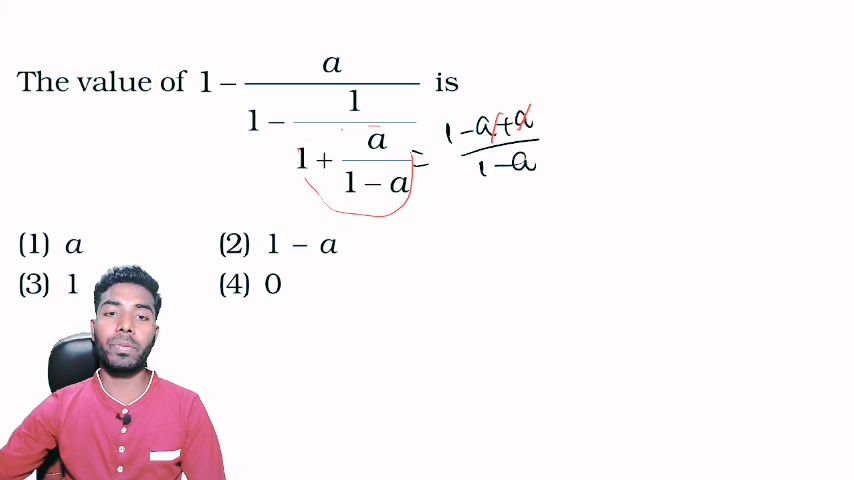 The value of 1 − a / (1 − 1 / (1 + a / (1 − a))) is
= (1 − a + a) / (1 − a)
(1) a (2) 1 − a
(3) 1 (4) 0